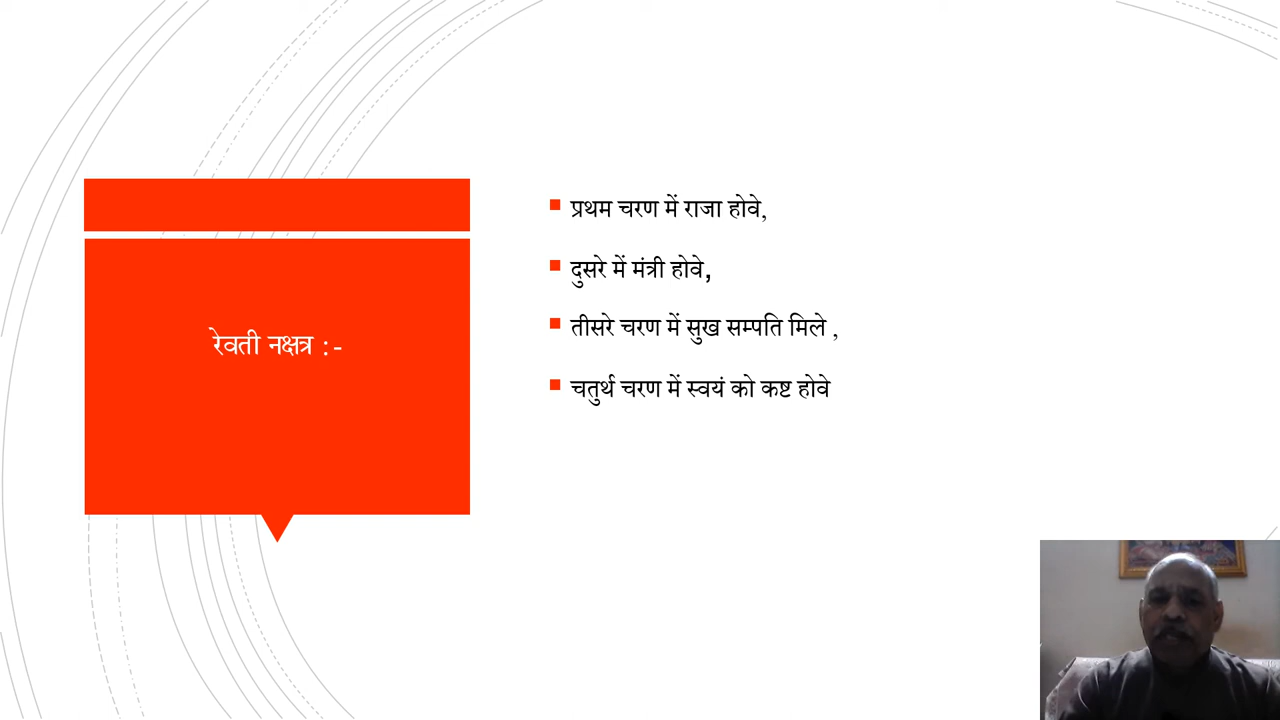 रेवती नक्षत्र :-
प्रथम चरण में राजा होवे,
दुसरे में मंत्री होवे,
तीसरे चरण में सुख सम्पति मिले ,
चतुर्थ चरण में स्वयं को कष्ट होवे